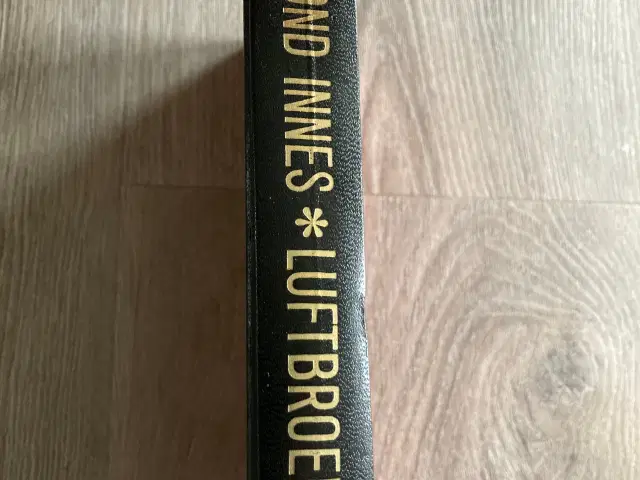 OND INNES * LUFTBROE